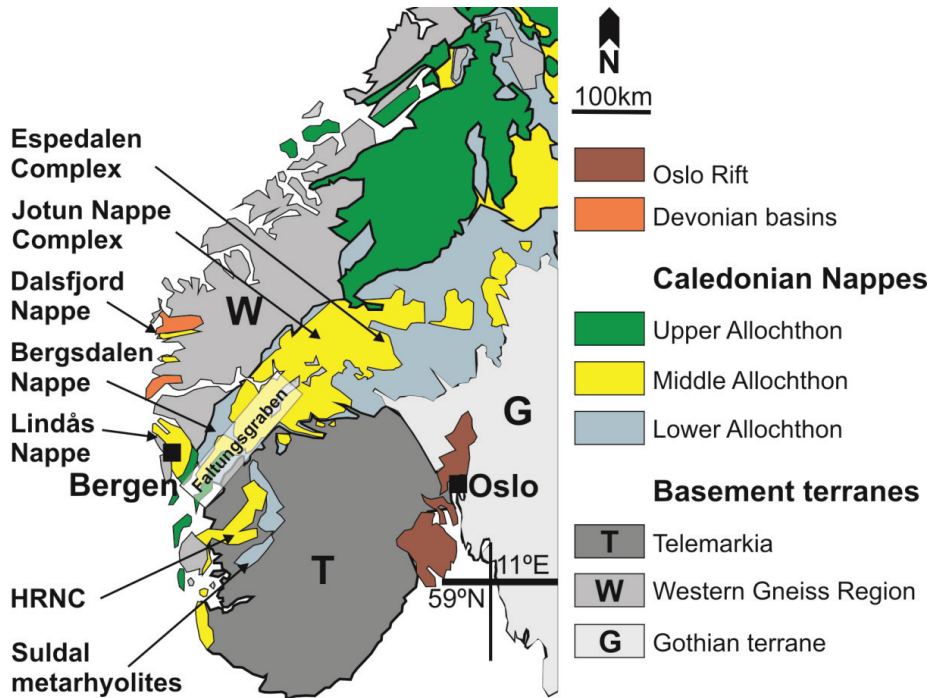 Espedalen
Complex
Jotun Nappe
Complex
Dalsfjord
Nappe
Bergsdalen
Nappe
Lindås
Nappe
Bergen
HRNC
Suldal
metarhyolites
W
Faltungsgraben
G
Oslo
T
11ºE
59ºN
N
100km
Oslo Rift
Devonian basins
Caledonian Nappes
Upper Allochthon
Middle Allochthon
Lower Allochthon
Basement terranes
T Telemarkia
W Western Gneiss Region
G Gothian terrane